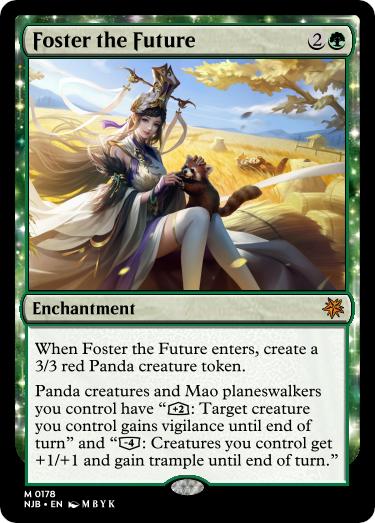 Foster the Future 2
Enchantment
When Foster the Future enters, create a
3/3 red Panda creature token.
Panda creatures and Mao planeswalkers
you control have “+2: Target creature
you control gains vigilance until end of
turn” and “-4: Creatures you control get
+1/+1 and gain trample until end of turn.”
M 0178
NJB • EN MBYK